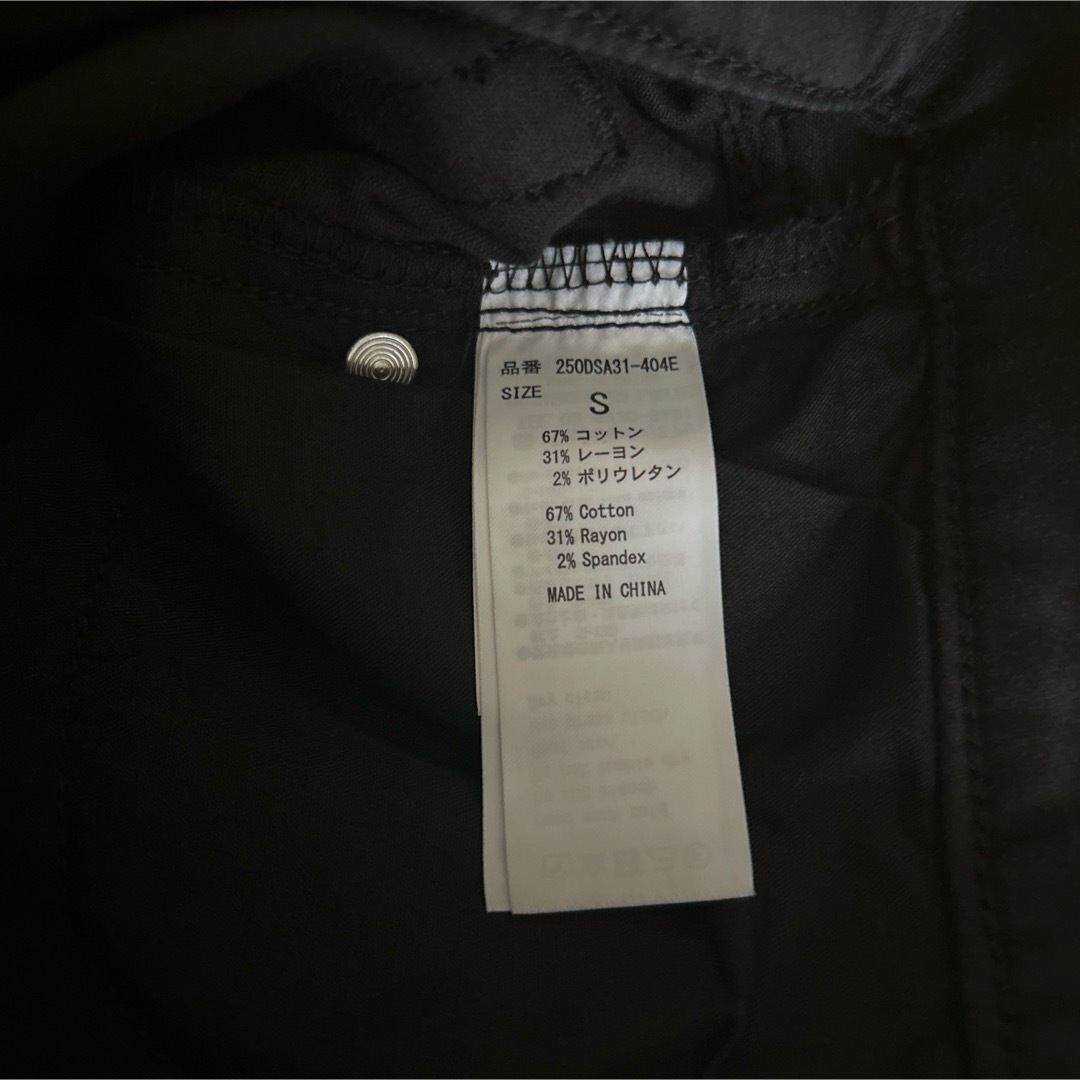 品番 250DSA31-404E
SIZE
S
67% コットン
31% レーヨン
2% ポリウレタン
67% Cotton
31% Rayon
2% Spandex
MADE IN CHINA